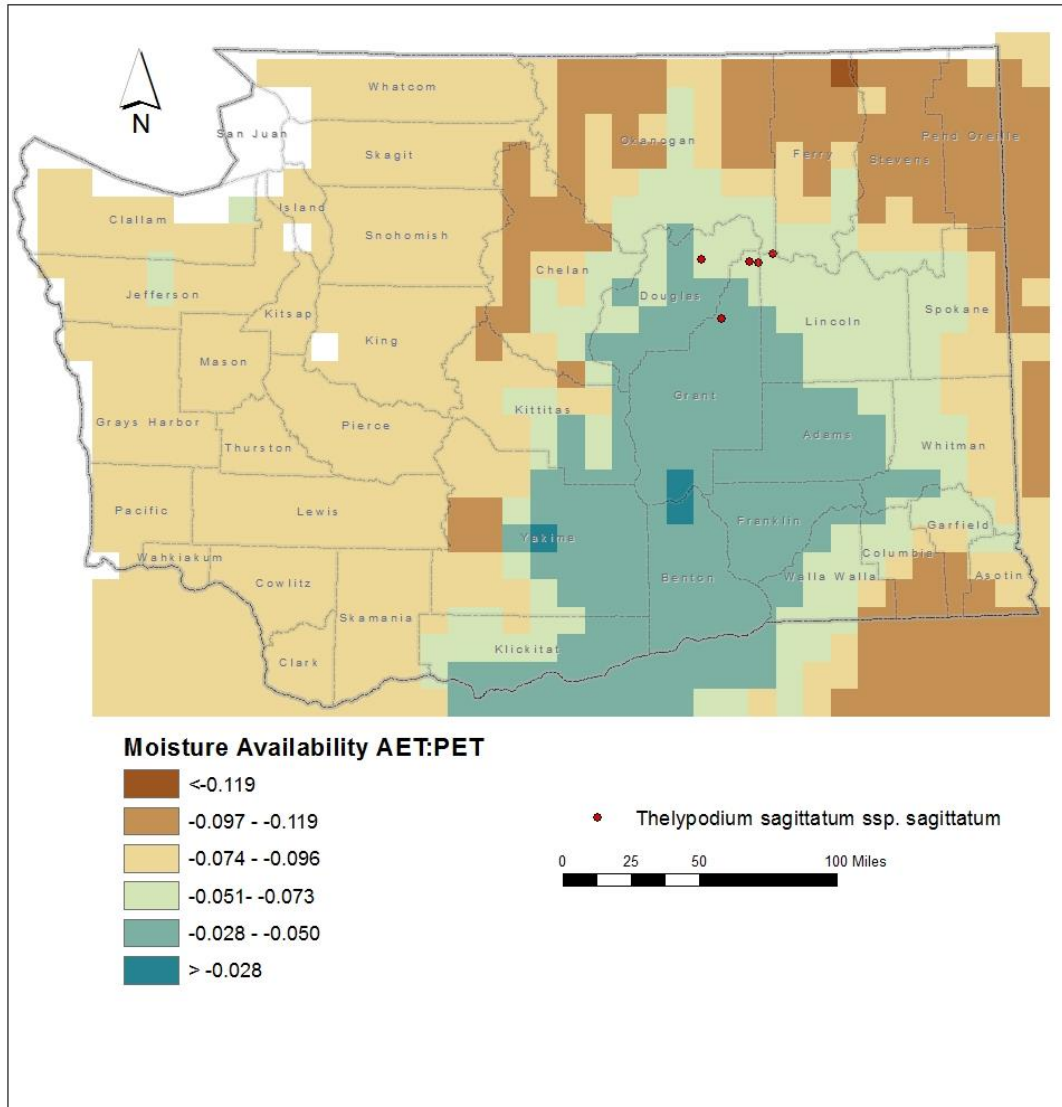 N
Whatcom
San Juan
Skagit
Okanogan
Ferry
Stevens
Pend Oreille
Island
Clallam
Snohomish
Chelan
Jefferson
Kitsap
Douglas
Lincoln
Spokane
King
Mason
Grant
Kittitas
Grays Harbor
Pierce
Adams
Thurston
Whitman
Pacific
Lewis
Franklin
Garfield
Yakima
Wahkiakum
Columbia
Cowlitz
Benton
Walla Walla
Asotin
Skamania
Klickitat
Clark
Moisture Availability AET:PET
<-0.119
-0.097 - -0.119
-0.074 - -0.096
-0.051- -0.073
-0.028 - -0.050
> -0.028
Thelypodium sagittatum ssp. sagittatum
0 25 50 100 Miles